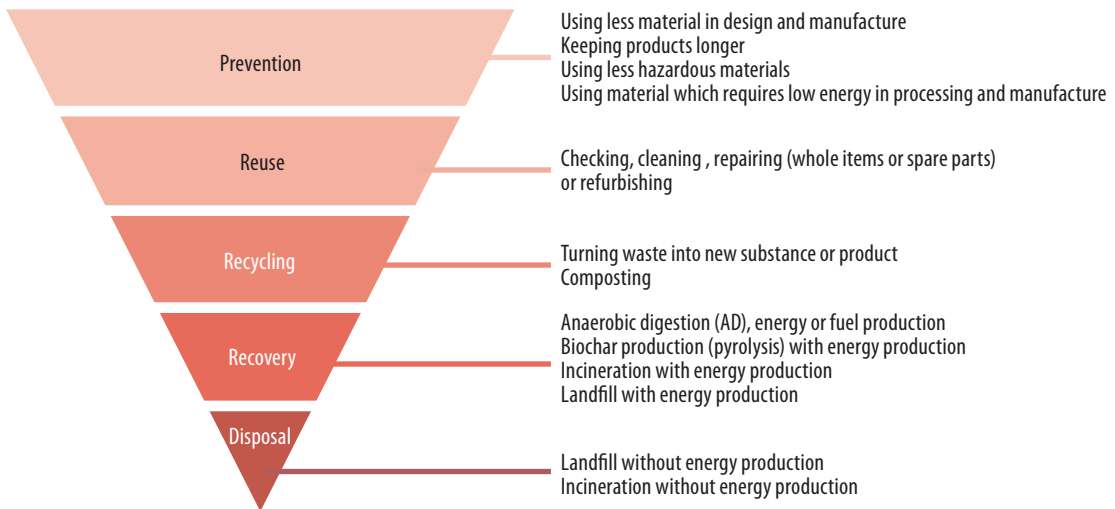 Prevention
Using less material in design and manufacture
Keeping products longer
Using less hazardous materials
Using material which requires low energy in processing and manufacture
Reuse
Checking, cleaning , repairing (whole items or spare parts)
or refurbishing
Recycling
Turning waste into new substance or product
Composting
Recovery
Anaerobic digestion (AD), energy or fuel production
Biochar production (pyrolysis) with energy production
Incineration with energy production
Landfill with energy production
Disposal
Landfill without energy production
Incineration without energy production